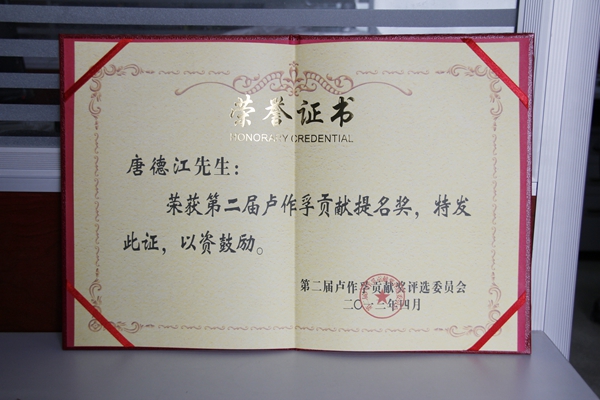 荣誉证书
HONORARY CREDENTIAL
唐德江先生：
荣获第二届卢作孚贡献提名奖，特发
此证，以资鼓励。
第二届卢作孚贡献奖评选委员会
二〇一二年四月